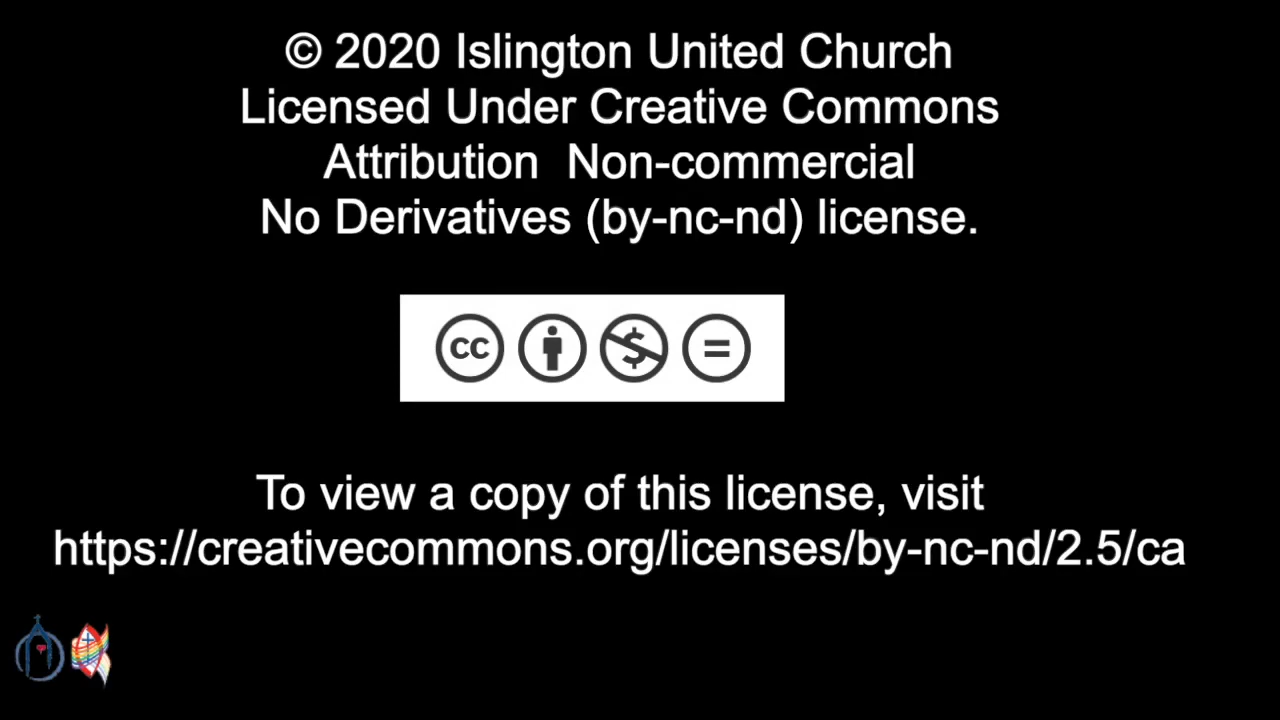 © 2020 Islington United Church
Licensed Under Creative Commons
Attribution  Non-commercial
No Derivatives (by-nc-nd) license.
cc $ =
To view a copy of this license, visit
https://creativecommons.org/licenses/by-nc-nd/2.5/ca